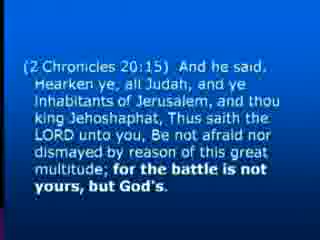 (2 Chronicles 20:15) And he said,
Hearken ye, all Judah, and ye
inhabitants of Jerusalem, and thou
king Jehoshaphat, Thus saith the
LORD unto you, Be not afraid nor
dismayed by reason of this great
multitude; for the battle is not
yours, but God's.